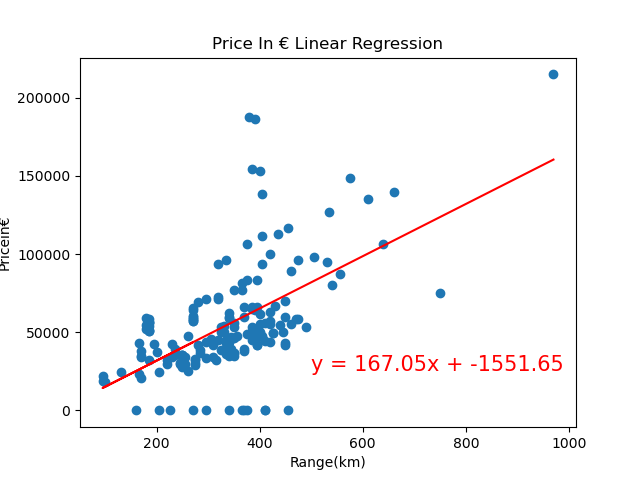 Price In € Linear Regression
200000
150000
100000
50000
0
PriceIn€
y = 167.05x + -1551.65
200
400
600
800
1000
Range(km)